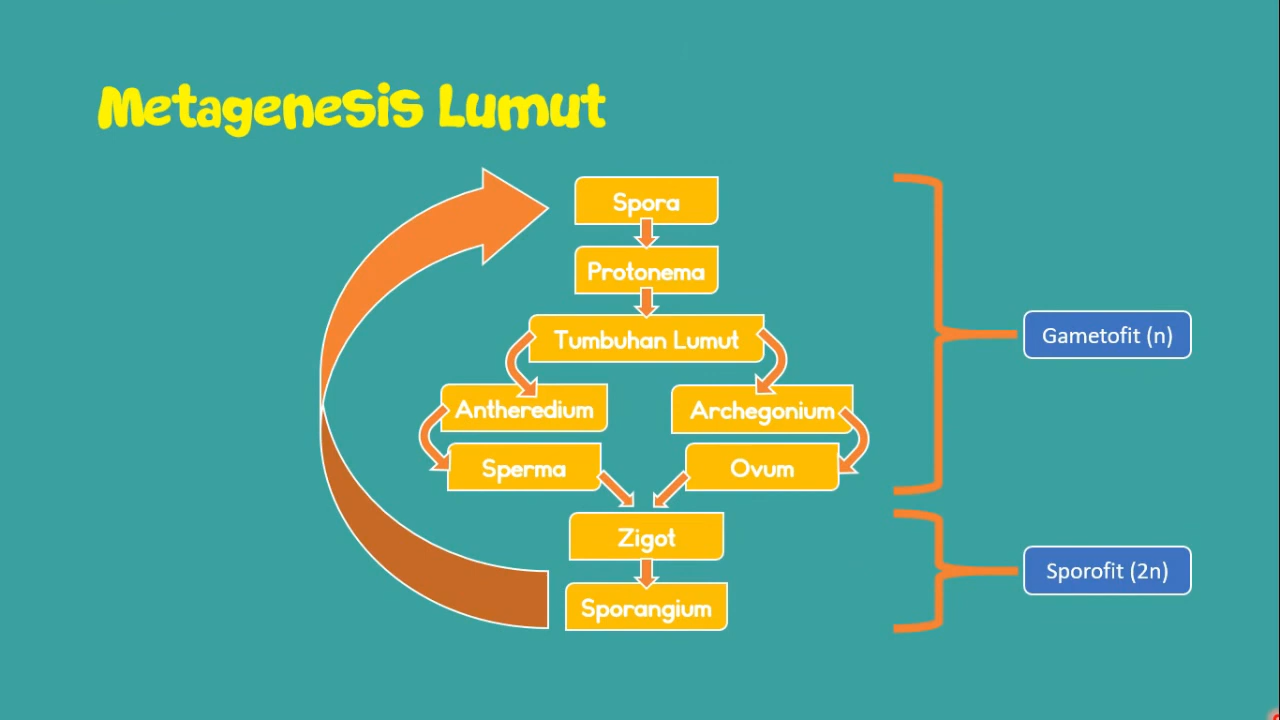 Metagenesis Lumut
Spora
Protonema
Tumbuhan Lumut
Antheredium
Archegonium
Sperma
Ovum
Zigot
Sporangium
Gametofit (n)
Sporofit (2n)